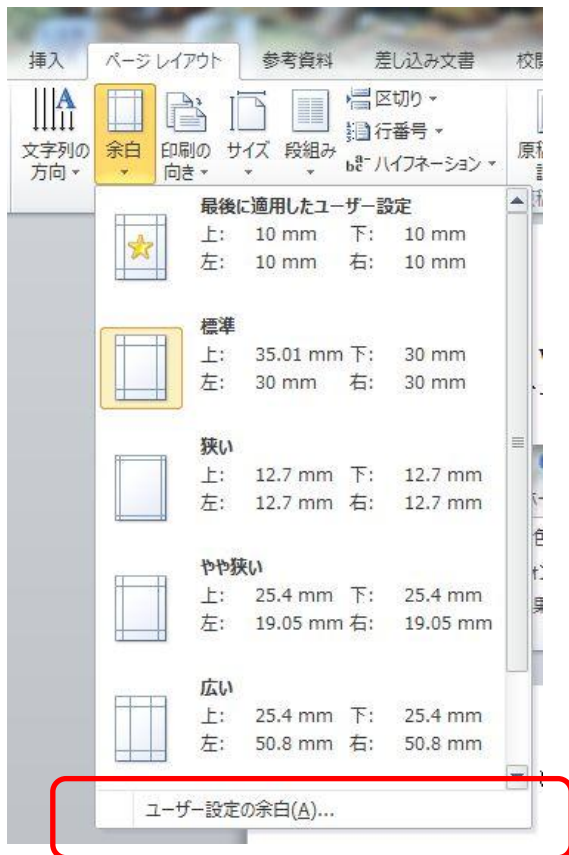 挿入 ページ レイアウト 参考資料 差し込み文書 校
文字列の方向 余白 印刷の向き サイズ 段組み
区切り
行番号
ハイフネーション
最後に適用したユーザー設定
上: 10 mm 下: 10 mm
左: 10 mm 右: 10 mm
標準
上: 35.01 mm 下: 30 mm
左: 30 mm 右: 30 mm
狭い
上: 12.7 mm 下: 12.7 mm
左: 12.7 mm 右: 12.7 mm
やや狭い
上: 25.4 mm 下: 25.4 mm
左: 19.05 mm 右: 19.05 mm
広い
上: 25.4 mm 下: 25.4 mm
左: 50.8 mm 右: 50.8 mm
ユーザー設定の余白(A)...